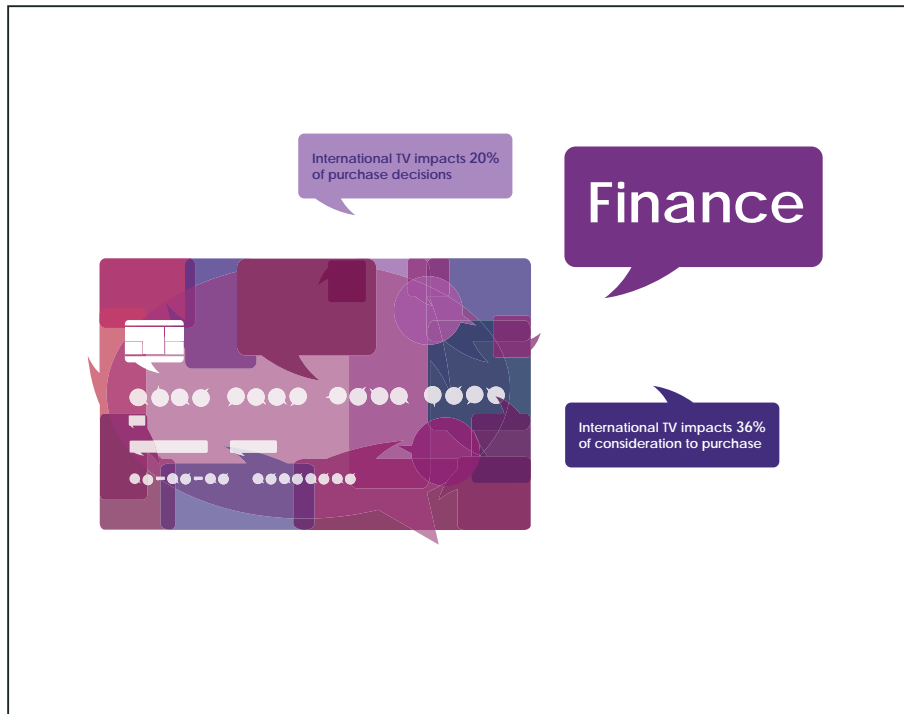 International TV impacts 20%
of purchase decisions
Finance
International TV impacts 36%
of consideration to purchase